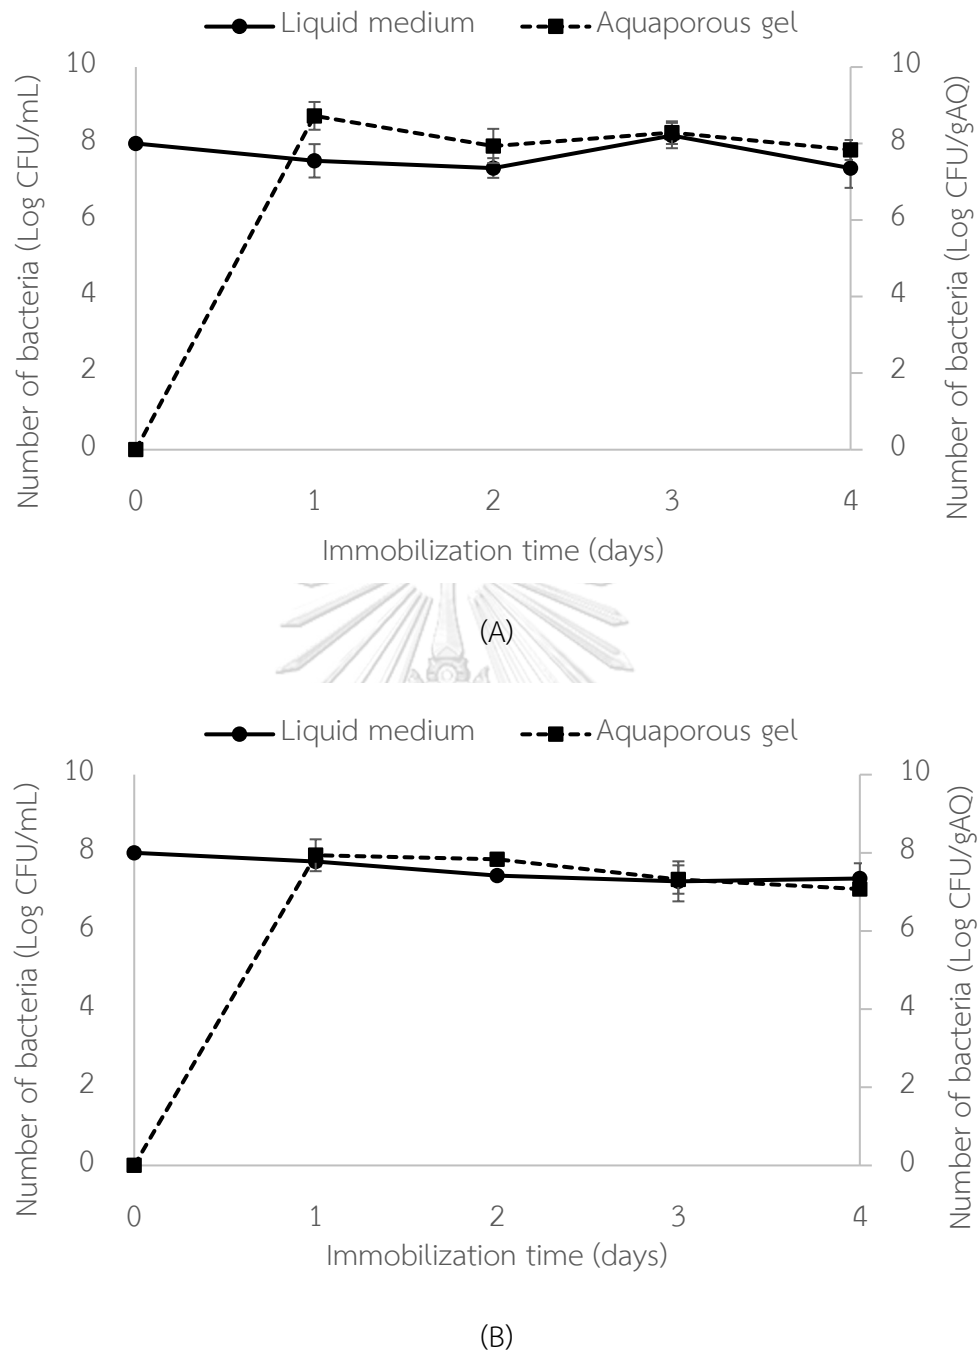 Liquid medium Aquaporous gel
Number of bacteria (Log CFU/mL)
10
8
6
4
2
0
10
8
6
4
2
0
Number of bacteria (Log CFU/gAQ)
0 1 2 3 4
Immobilization time (days)
(A)
Liquid medium Aquaporous gel
Number of bacteria (Log CFU/mL)
10
8
6
4
2
0
10
8
6
4
2
0
Number of bacteria (Log CFU/gAQ)
0 1 2 3 4
Immobilization time (days)
(B)